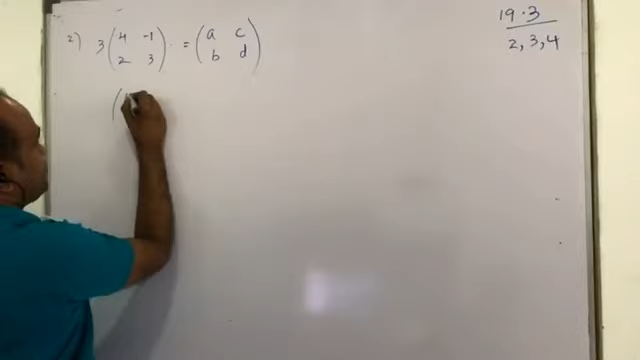 2) 3 ( 4 -1 ) = ( a c )
( 2 3 ) ( b d )
(
19.3
2, 3, 4